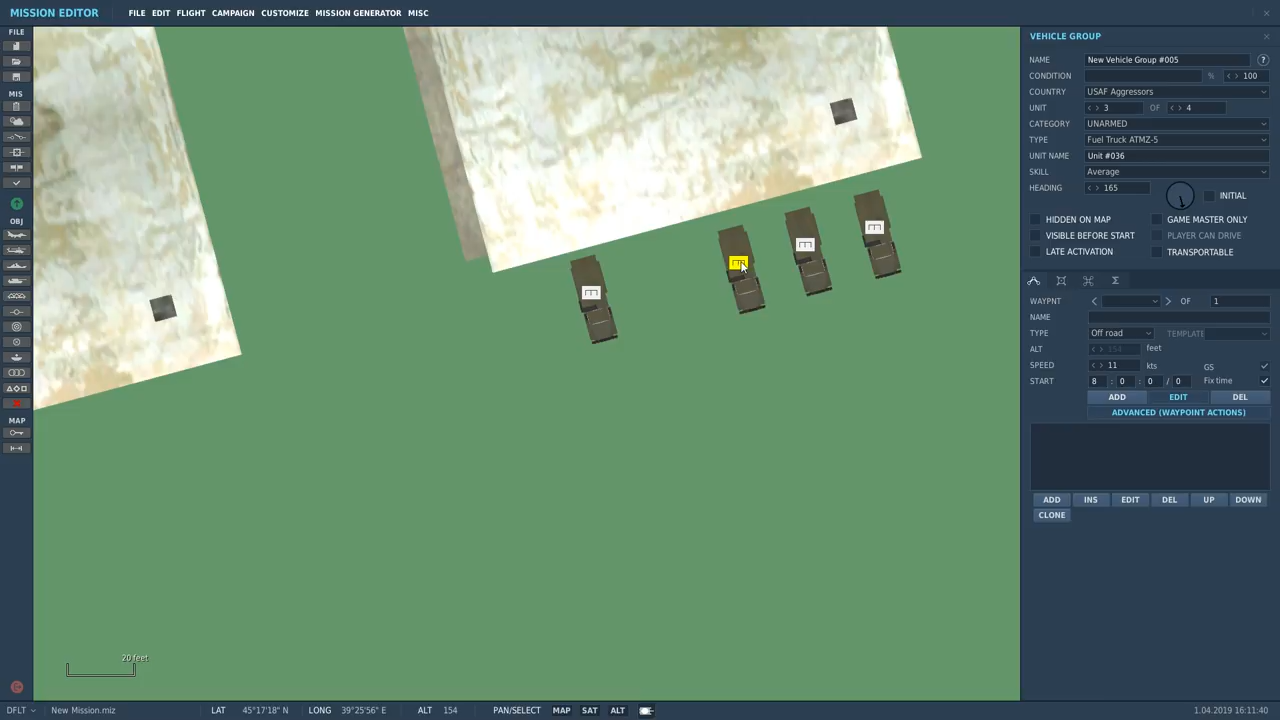 MISSION EDITOR FILE EDIT FLIGHT CAMPAIGN CUSTOMIZE MISSION GENERATOR MISC
FILE
MIS
OBJ
MAP
20 feet
VEHICLE GROUP
NAME New Vehicle Group #005 ?
CONDITION % 100
COUNTRY USAF Aggressors
UNIT 3 OF 4
CATEGORY UNARMED
TYPE Fuel Truck ATMZ-5
UNIT NAME Unit #036
SKILL Average
HEADING 165 INITIAL
HIDDEN ON MAP GAME MASTER ONLY
VISIBLE BEFORE START PLAYER CAN DRIVE
LATE ACTIVATION TRANSPORTABLE
WAYPNT OF 1
NAME
TYPE Off road TEMPLATE
ALT 154 feet
SPEED 11 kts GS
START 8 : 0 : 0 / 0 Fix time
ADD EDIT DEL
ADVANCED (WAYPOINT ACTIONS)
ADD INS EDIT DEL UP DOWN
CLONE
DFLT New Mission.miz LAT 45°17'18" N LONG 39°25'56" E ALT 154 PAN/SELECT MAP SAT ALT 1.04.2019 16:11:40